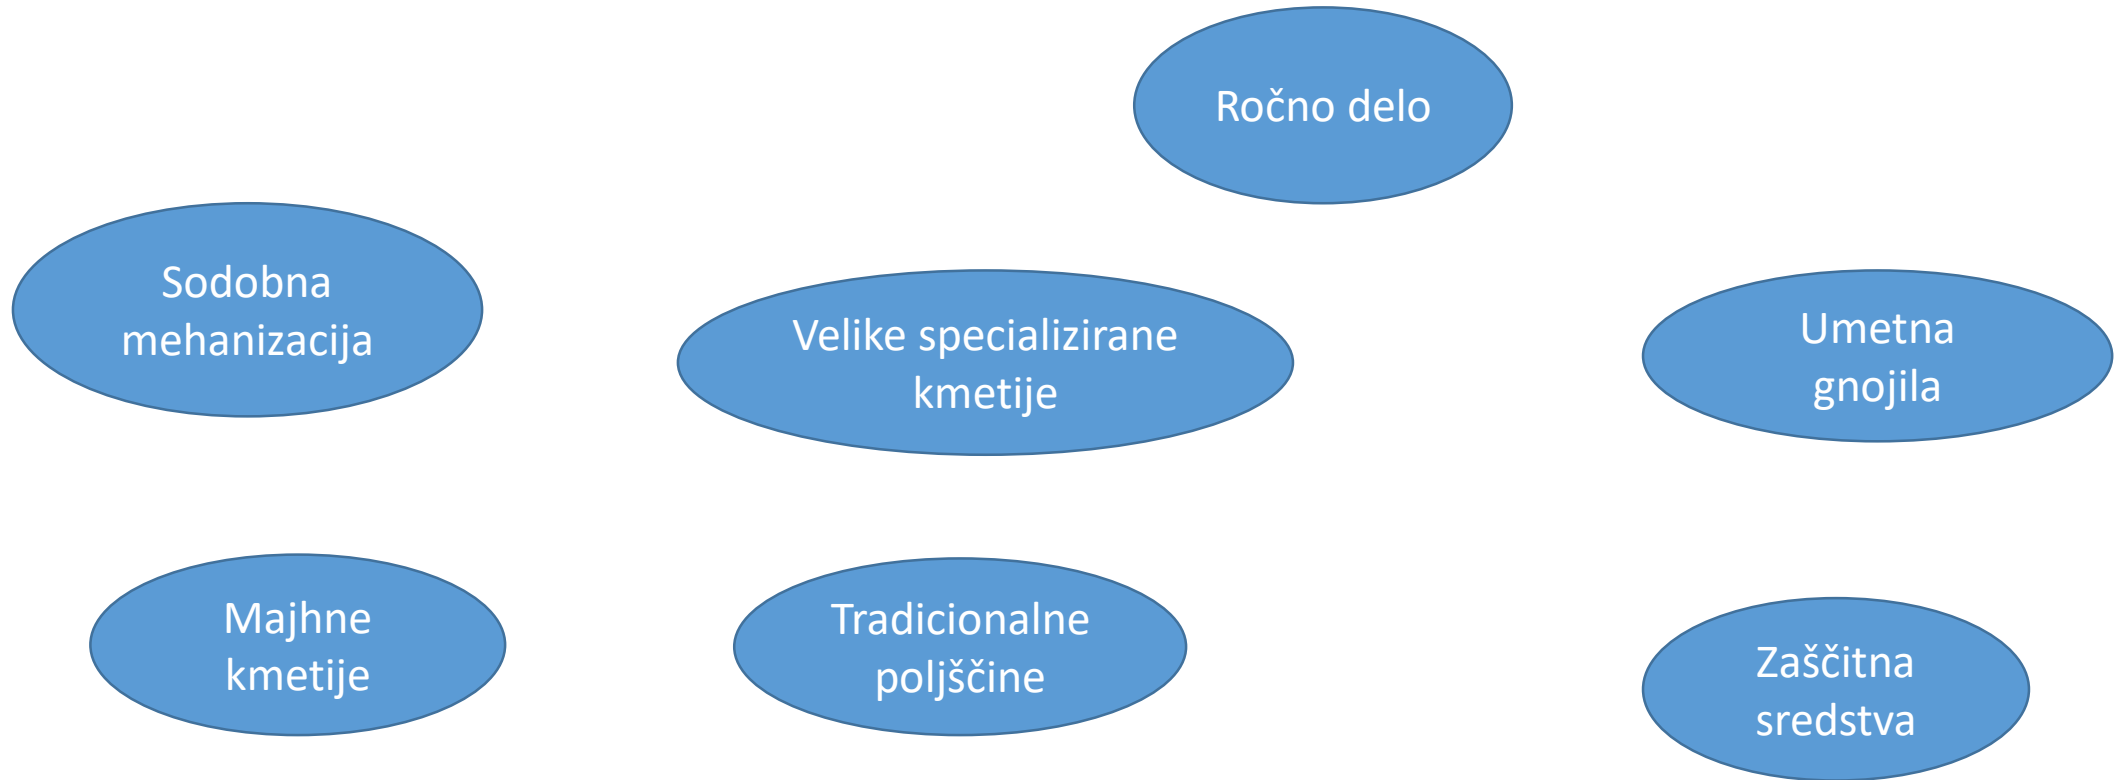 Ročno delo
Sodobna
mehanizacija
Velike specializirane
kmetije
Umetna
gnojila
Majhne
kmetije
Tradicionalne
poljščine
Zaščitna
sredstva